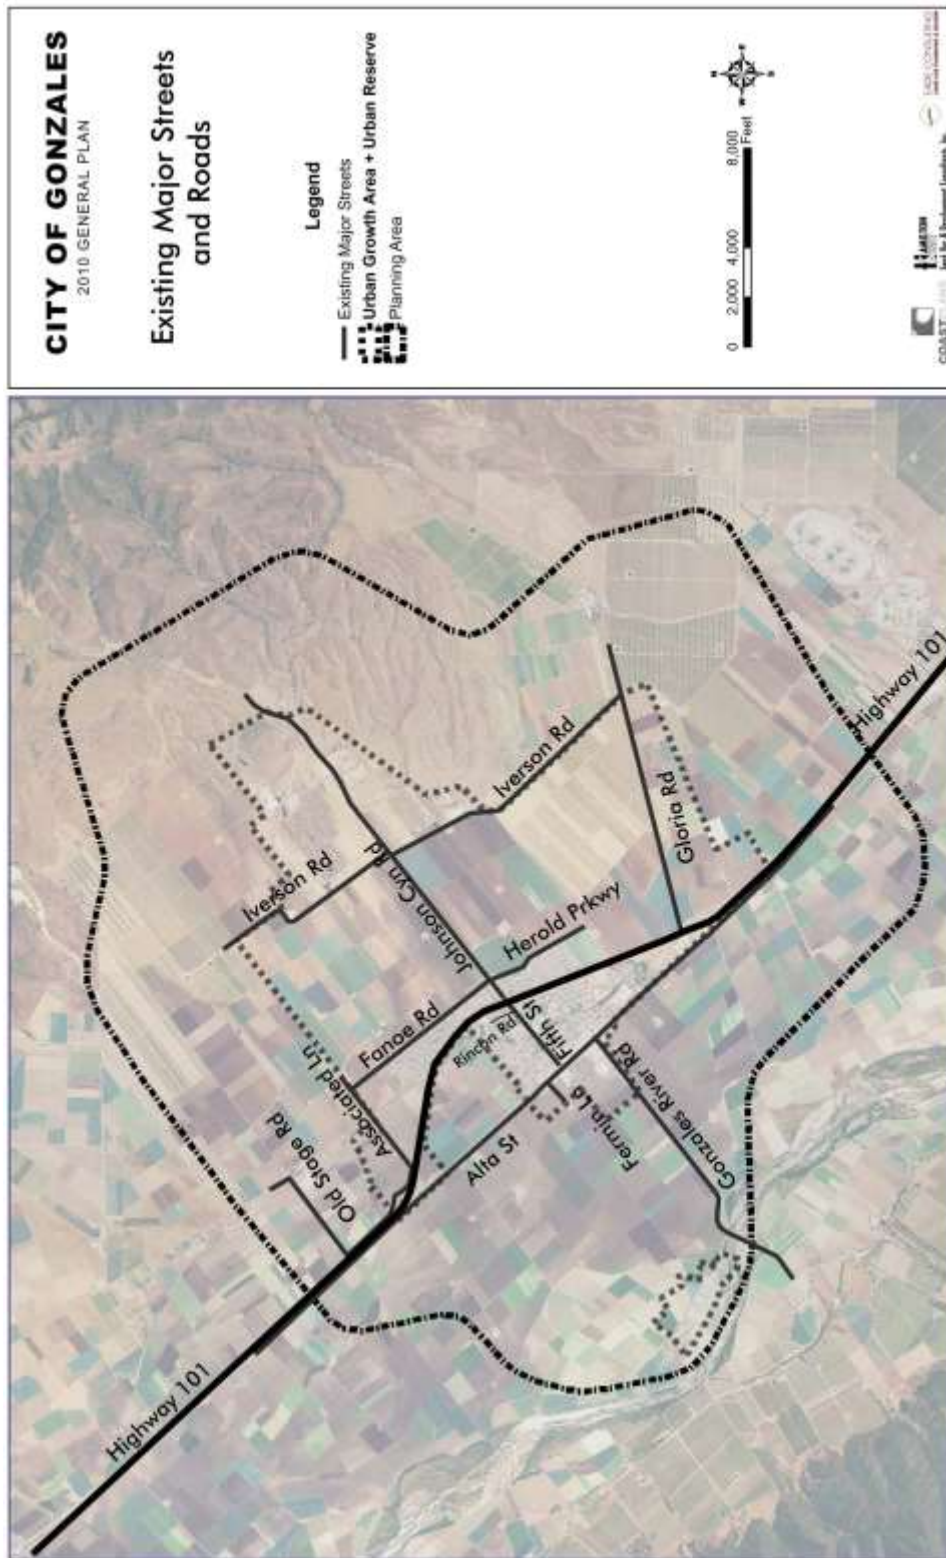 CITY OF GONZALES
2010 GENERAL PLAN
Existing Major Streets
and Roads
Legend
Existing Major Streets
Urban Growth Area + Urban Reserve
Planning Area
0 2,000 4,000 8,000
Feet
N
E
S
W
COAST
Highway 101
Old Stage Rd
Associated Ln
Fanoe Rd
Iverson Rd
Johnson Cyn Rd
Iverson Rd
Herold Prkwy
Rincon Rd
Fifth St
Alta St
Fermin Ln
Gonzales River Rd
Gloria Rd
Highway 101